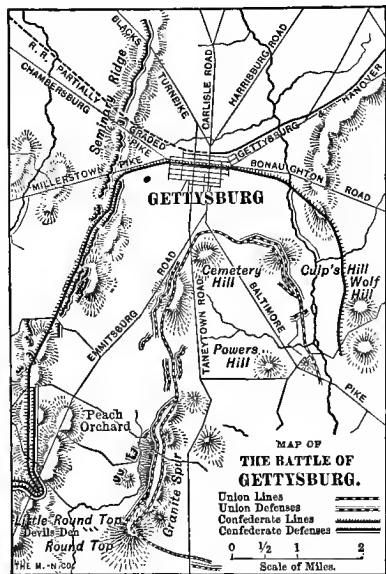 BLACKS
TURNBIKE
CARLISLE ROAD
HARRISBURG ROAD
R.R. PARTIALLY
GRADED
CHAMBERSBURG
PIKE
Seminary Ridge
GETTYSBURG & HANOVER
MILLERSTOWN PIKE
BONAUGHTON ROAD
GETTYSBURG
EMMITSBURG ROAD
Cemetery
Hill
TANEYTOWN ROAD
BALTIMORE
PIKE
Culp's Hill
Wolf
Hill
Powers
Hill
Peach
Orchard
Granite Spur
Little Round Top
Devils Den
Round Top
MAP OF
THE BATTLE OF
GETTYSBURG.
Union Lines
Union Defenses
Confederate Lines
Confederate Defenses
0 1/2 1 2
Scale of Miles.
THE M.-N. CO.